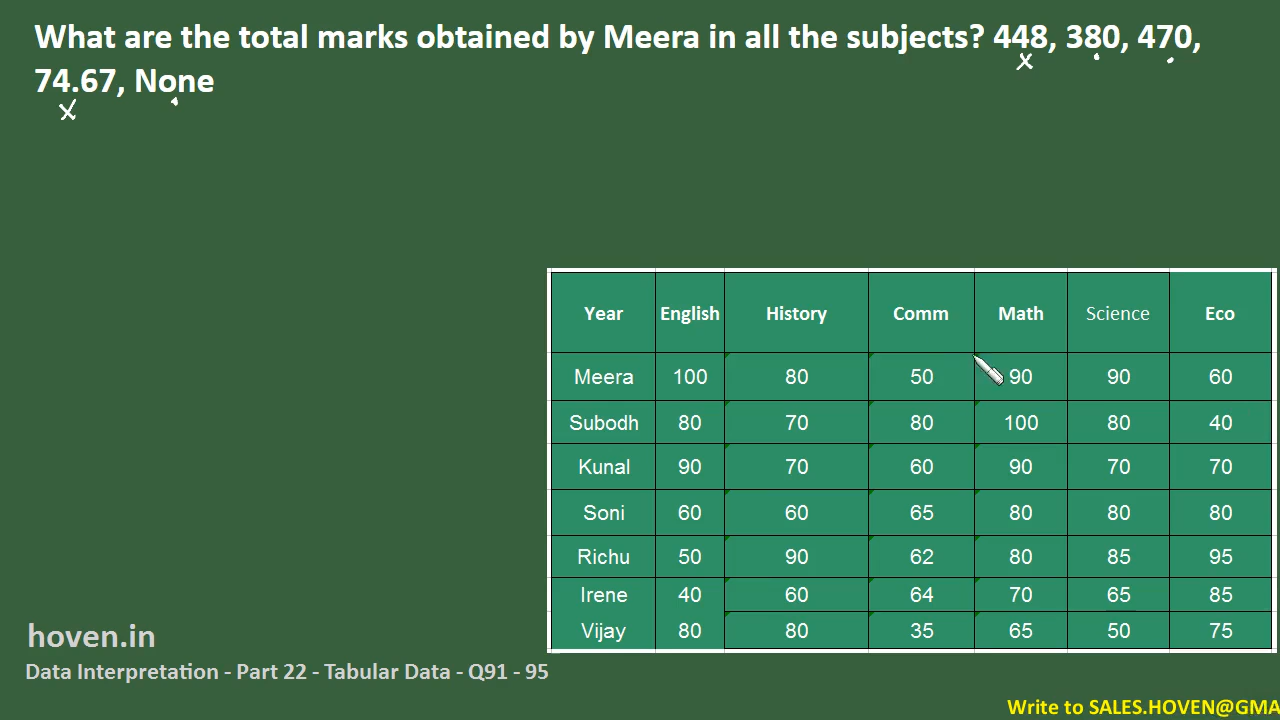 What are the total marks obtained by Meera in all the subjects? 448, 380, 470,
74.67, None
Year English History Comm Math Science Eco
Meera 100 80 50 90 90 60
Subodh 80 70 80 100 80 40
Kunal 90 70 60 90 70 70
Soni 60 60 65 80 80 80
Richu 50 90 62 80 85 95
Irene 40 60 64 70 65 85
Vijay 80 80 35 65 50 75
hoven.in
Data Interpretation - Part 22 - Tabular Data - Q91 - 95
Write to SALES.HOVEN@GMA